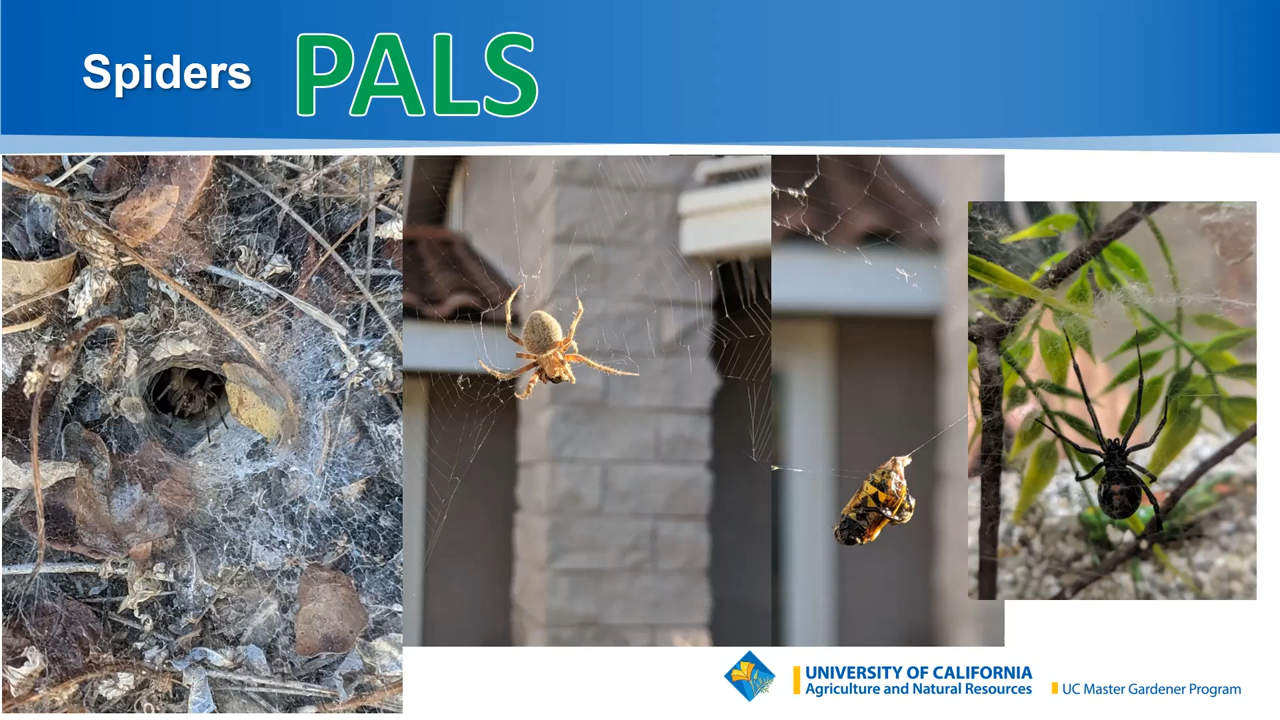 Spiders PALS
UNIVERSITY OF CALIFORNIA
Agriculture and Natural Resources
UC Master Gardener Program